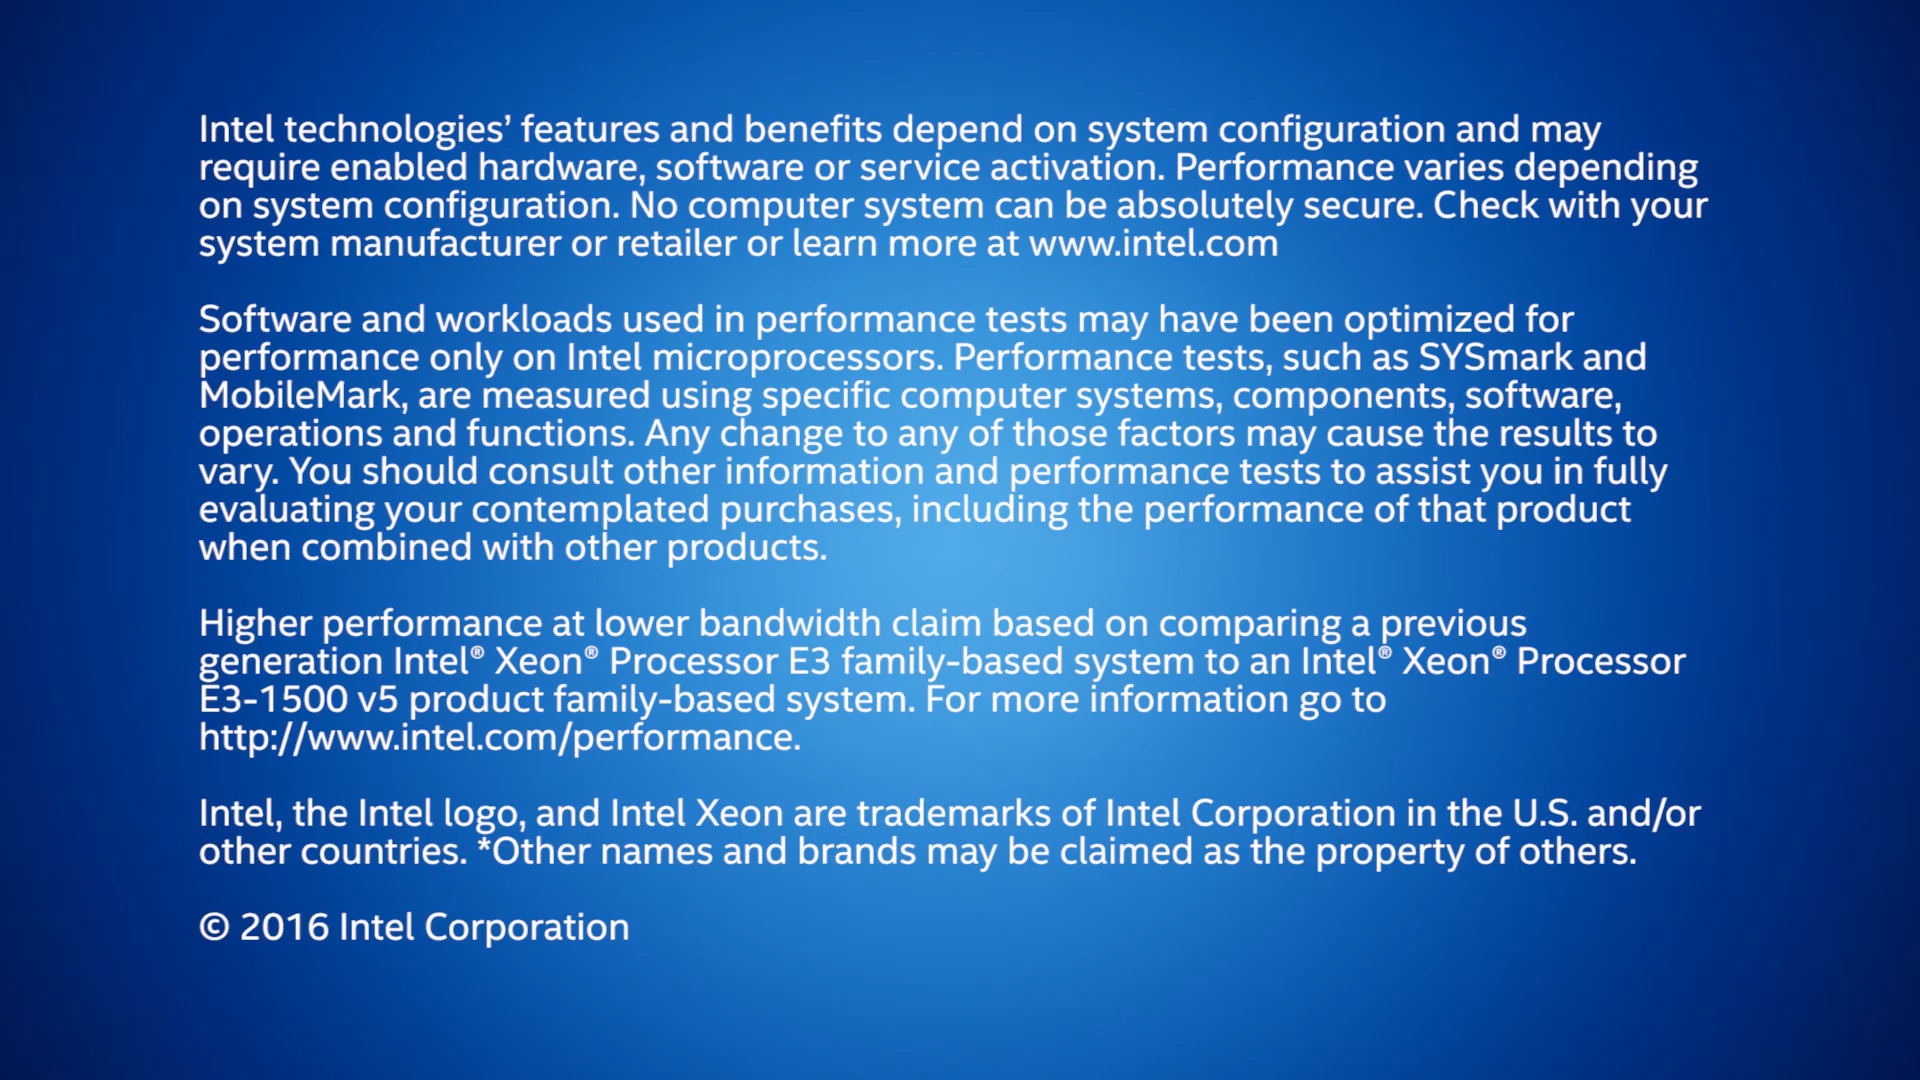 Intel technologies’ features and benefits depend on system configuration and may
require enabled hardware, software or service activation. Performance varies depending
on system configuration. No computer system can be absolutely secure. Check with your
system manufacturer or retailer or learn more at www.intel.com
Software and workloads used in performance tests may have been optimized for
performance only on Intel microprocessors. Performance tests, such as SYSmark and
MobileMark, are measured using specific computer systems, components, software,
operations and functions. Any change to any of those factors may cause the results to
vary. You should consult other information and performance tests to assist you in fully
evaluating your contemplated purchases, including the performance of that product
when combined with other products.
Higher performance at lower bandwidth claim based on comparing a previous
generation Intel® Xeon® Processor E3 family-based system to an Intel® Xeon® Processor
E3-1500 v5 product family-based system. For more information go to
http://www.intel.com/performance.
Intel, the Intel logo, and Intel Xeon are trademarks of Intel Corporation in the U.S. and/or
other countries. *Other names and brands may be claimed as the property of others.
© 2016 Intel Corporation